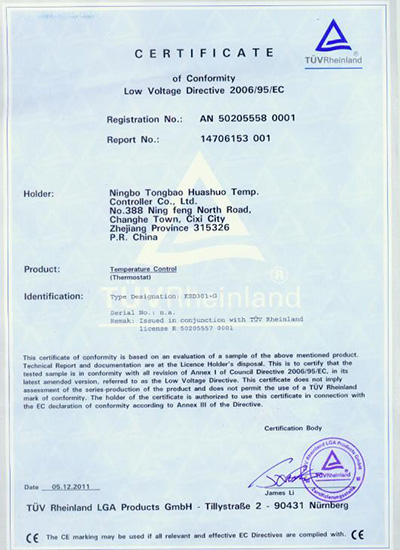 TÜVRheinland
CERTIFICATE
of Conformity
Low Voltage Directive 2006/95/EC
Registration No.: AN 50205558 0001
Report No.: 14706153 001
Holder: Ningbo Tongbao Huashuo Temp.
Controller Co., Ltd.
No.388 Ning feng North Road,
Changhe Town, Cixi City
Zhejiang Province 315326
P.R. China
Product: Temperature Control
(Thermostat)
TÜVRheinland®
Identification: Type Designation: KSD301-G
Serial No.: n.a.
Remak: Issued in conjunction with TÜV Rheinland
license R 50205557 0001
This certificate of conformity is based on an evaluation of a sample of the above mentioned product.
Technical Report and documentation are at the Licence Holder's disposal. This is to certify that the
tested sample is in conformity with all revision of Annex I of Council Directive 2006/95/EC, in its
latest amended version, referred to as the Low Voltage Directive. This certificate does not imply
assessment of the series-production of the product and does not permit the use of a TÜV Rheinland
mark of conformity. The holder of the certificate is authorized to use this certificate in connection with
the EC declaration of conformity according to Annex III of the Directive.
Certification Body
TÜV Rheinland LGA Products GmbH
Zertifizierungsstelle
Date 05.12.2011
James Li
TÜV Rheinland LGA Products GmbH - Tillystraße 2 - 90431 Nürnberg
CE The CE marking may be used if all relevant and effective EC Directives are complied with. CE